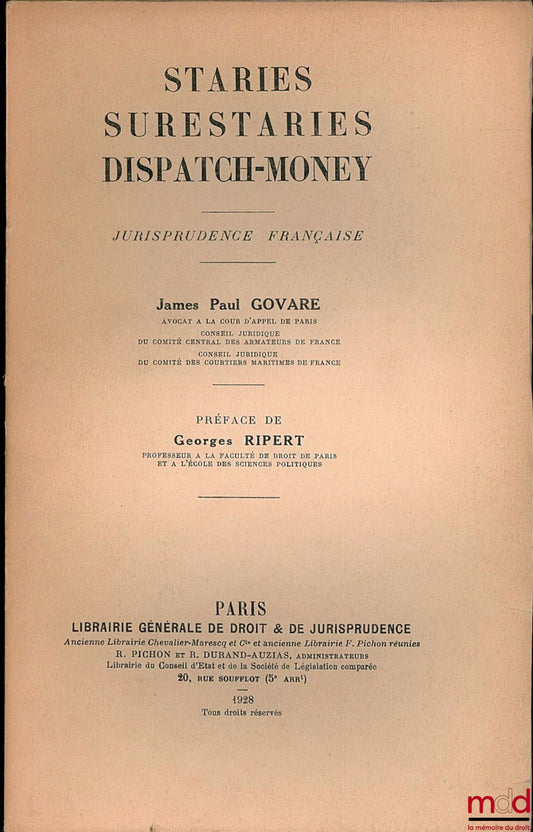 STARIES
SURESTARIES
DISPATCH-MONEY
JURISPRUDENCE FRANÇAISE
James Paul GOVARE
AVOCAT A LA COUR D'APPEL DE PARIS
CONSEIL JURIDIQUE
DU COMITÉ CENTRAL DES ARMATEURS DE FRANCE
CONSEIL JURIDIQUE
DU COMITÉ DES COURTIERS MARITIMES DE FRANCE
PRÉFACE DE
Georges RIPERT
PROFESSEUR A LA FACULTÉ DE DROIT DE PARIS
ET A L'ÉCOLE DES SCIENCES POLITIQUES
PARIS
LIBRAIRIE GÉNÉRALE DE DROIT & DE JURISPRUDENCE
Ancienne Librairie Chevalier-Marescq et Cie et ancienne Librairie F. Pichon réunies
R. PICHON ET R. DURAND-AUZIAS, ADMINISTRATEURS
Librairie du Conseil d'Etat et de la Société de Législation comparée
20, RUE SOUFFLOT (5e ARRt)
1928
Tous droits réservés
mdd
la mémoire du droit